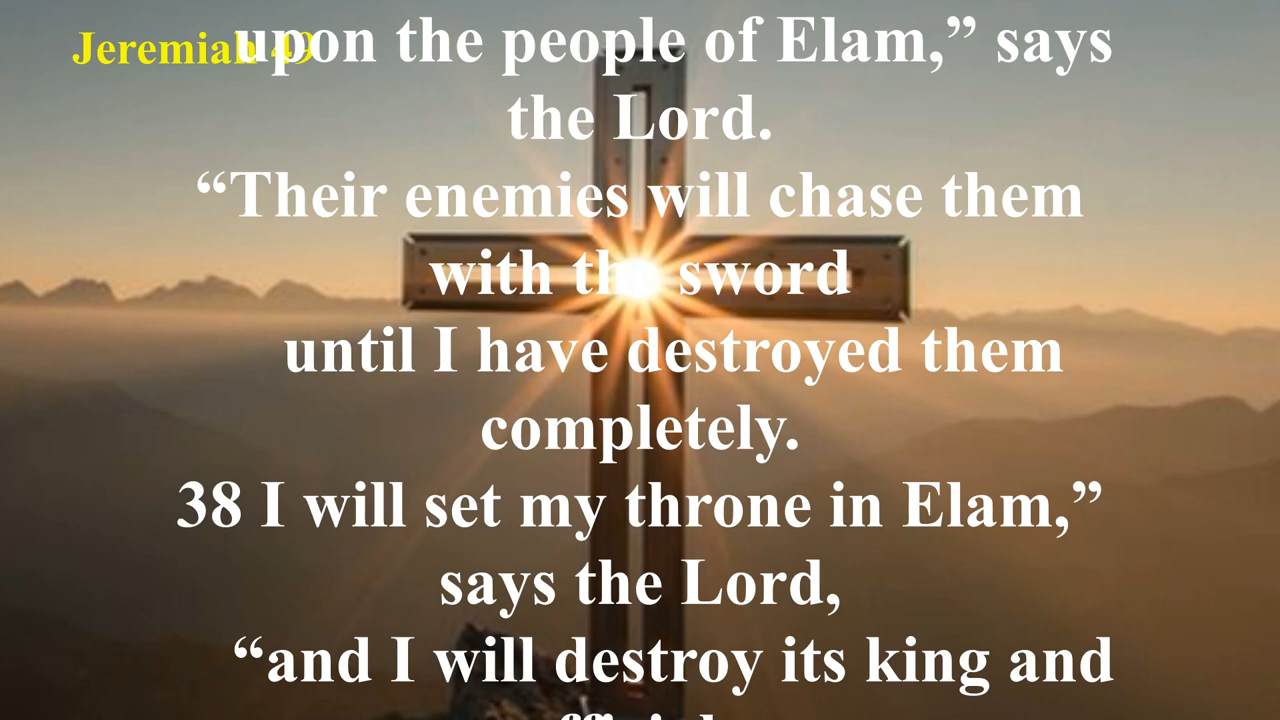 Jeremiah 49
upon the people of Elam,” says
the Lord.
“Their enemies will chase them
with the sword
until I have destroyed them
completely.
38 I will set my throne in Elam,”
says the Lord,
“and I will destroy its king and